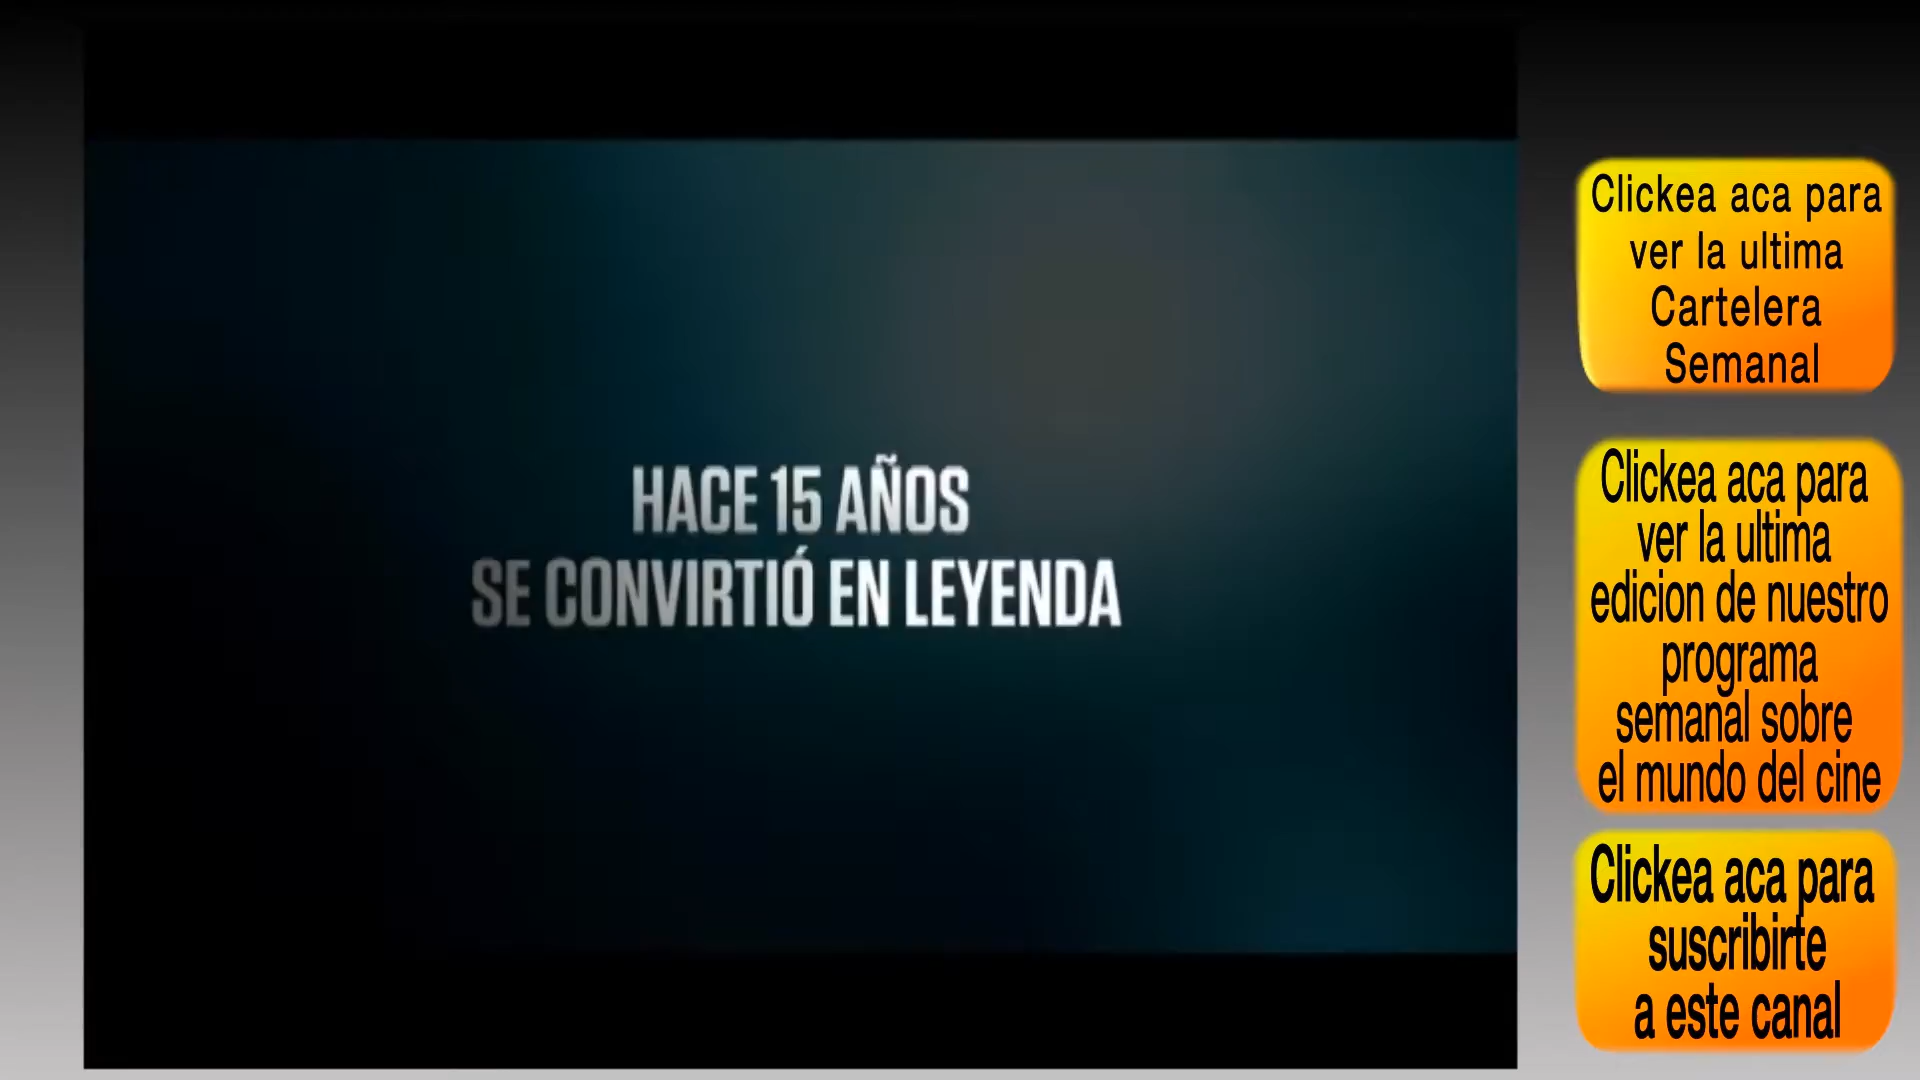 HACE 15 AÑOS
SE CONVIRTIÓ EN LEYENDA
Clickea aca para
ver la ultima
Cartelera
Semanal
Clickea aca para
ver la ultima
edicion de nuestro
programa
semanal sobre
el mundo del cine
Clickea aca para
suscribirte
a este canal